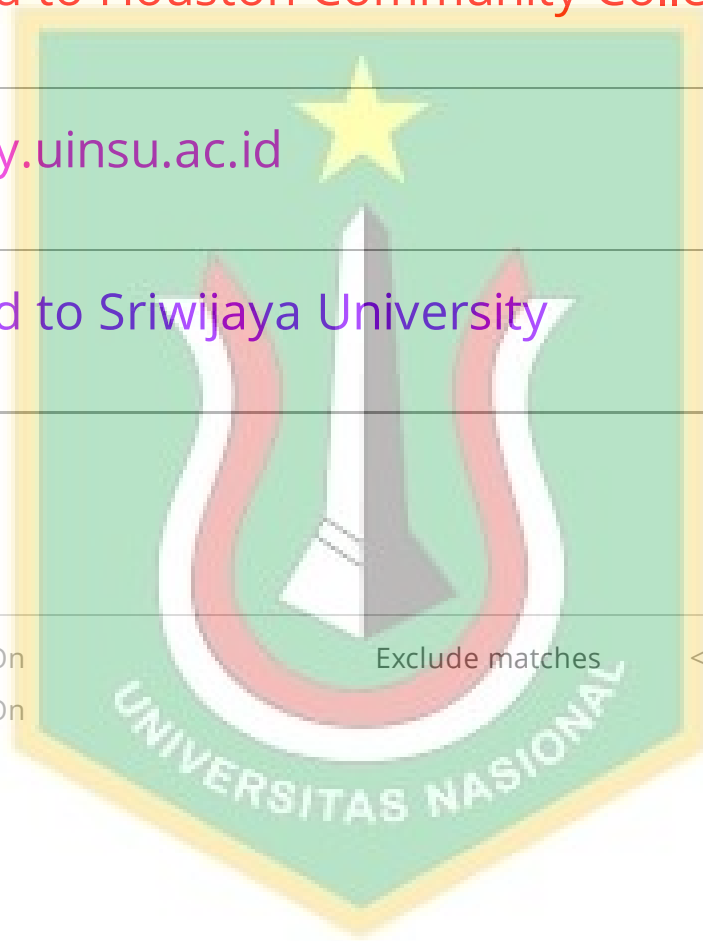 d to Houston Community Colle
y.uinsu.ac.id
d to Sriwijaya University
On
Exclude matches <
On
UNIVERSITAS NASIONAL